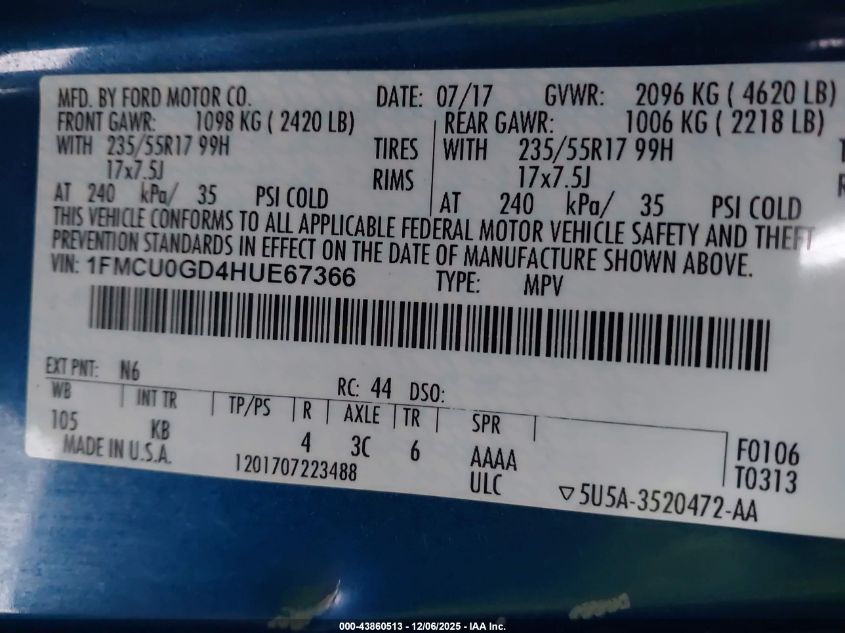 MFD. BY FORD MOTOR CO. DATE: 07/17 GVWR: 2096 KG ( 4620 LB)
FRONT GAWR: 1098 KG ( 2420 LB) REAR GAWR: 1006 KG ( 2218 LB)
WITH 235/55R17 99H TIRES WITH 235/55R17 99H
17x7.5J RIMS 17x7.5J
AT 240 kPa/ 35 PSI COLD AT 240 kPa/ 35 PSI COLD
THIS VEHICLE CONFORMS TO ALL APPLICABLE FEDERAL MOTOR VEHICLE SAFETY AND THEFT
PREVENTION STANDARDS IN EFFECT ON THE DATE OF MANUFACTURE SHOWN ABOVE.
VIN: 1FMCU0GD4HUE67366 TYPE: MPV
EXT PNT: N6 RC: 44 DSO:
WB INT TR TP/PS R AXLE TR SPR
105 KB 4 3C 6 AAAA F0106
MADE IN U.S.A. 1201707223488 ULC T0313
▽5U5A-3520472-AA
000-43860513 - 12/06/2025 - IAA Inc.